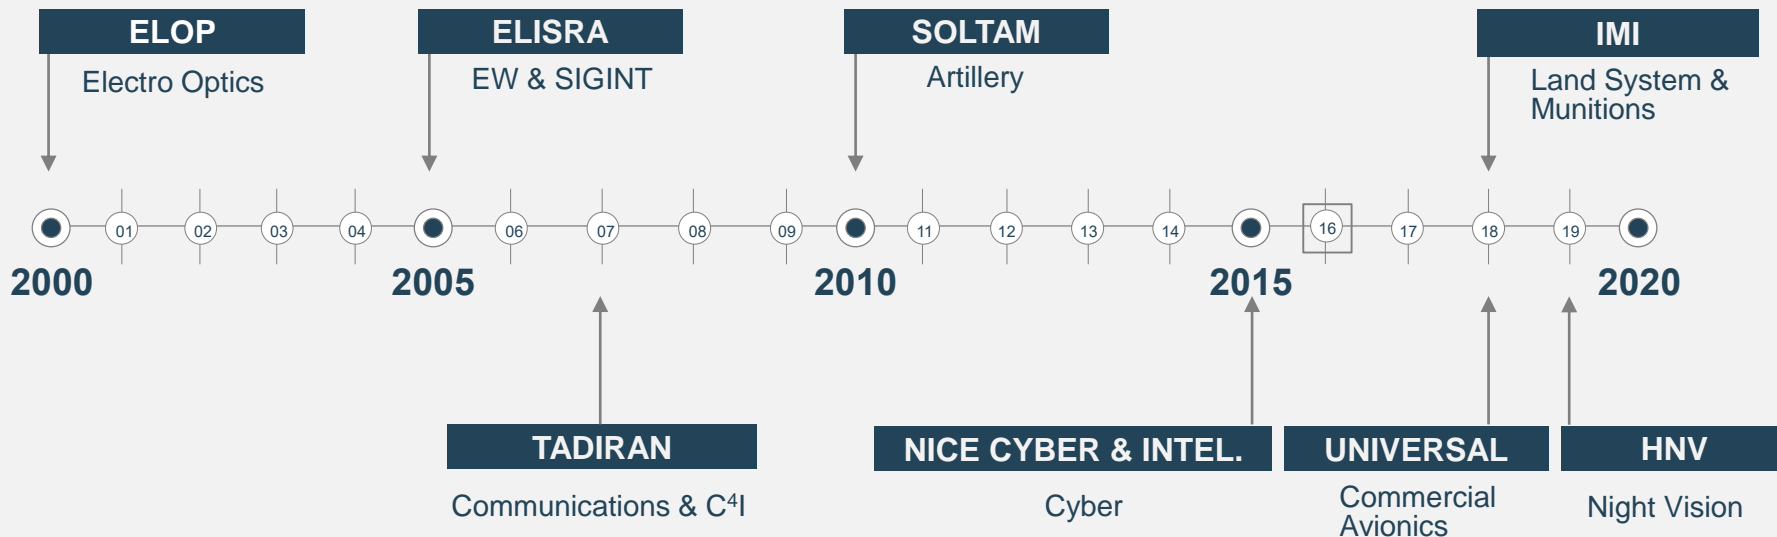 ELOP
Electro Optics
ELISRA
EW & SIGINT
SOLTAM
Artillery
IMI
Land System &
Munitions
01 02 03 04 06 07 08 09 11 12 13 14 16 17 18 19
2000 2005 2010 2015 2020
TADIRAN
Communications & C⁴I
NICE CYBER & INTEL.
Cyber
UNIVERSAL
Commercial
Avionics
HNV
Night Vision